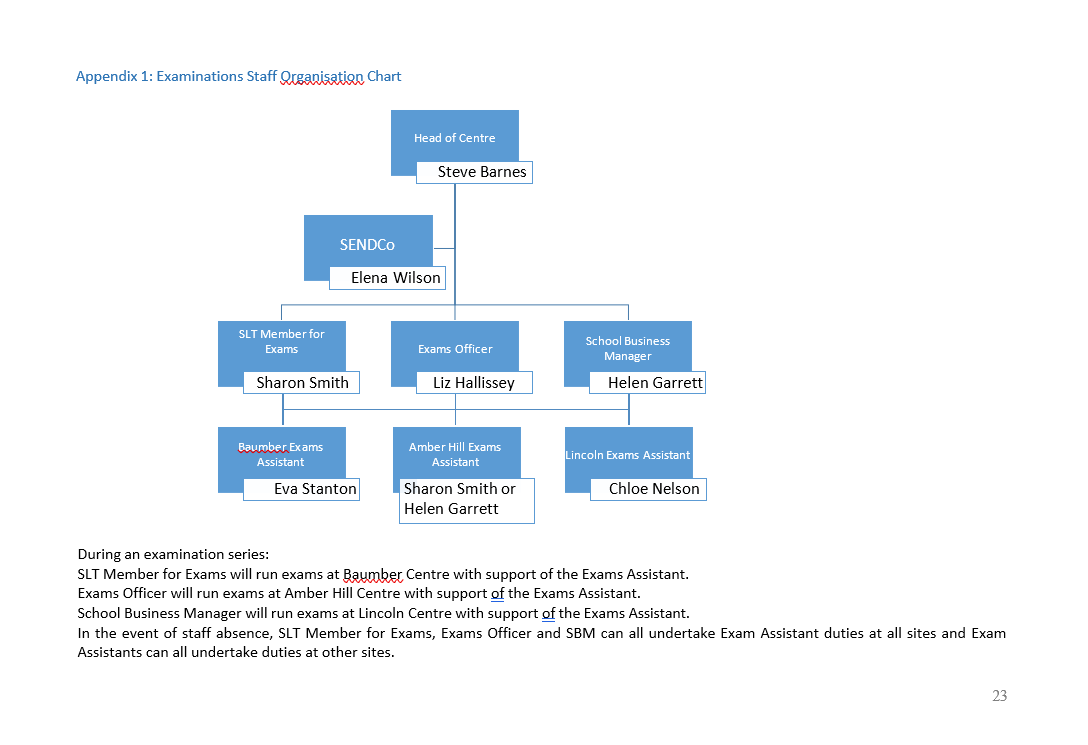 Appendix 1: Examinations Staff Organisation Chart
Head of Centre
Steve Barnes
SENDCo
Elena Wilson
SLT Member for
Exams
Sharon Smith
Exams Officer
Liz Hallissey
School Business
Manager
Helen Garrett
Baumber Exams
Assistant
Eva Stanton
Amber Hill Exams
Assistant
Sharon Smith or
Helen Garrett
Lincoln Exams Assistant
Chloe Nelson
During an examination series:
SLT Member for Exams will run exams at Baumber Centre with support of the Exams Assistant.
Exams Officer will run exams at Amber Hill Centre with support of the Exams Assistant.
School Business Manager will run exams at Lincoln Centre with support of the Exams Assistant.
In the event of staff absence, SLT Member for Exams, Exams Officer and SBM can all undertake Exam Assistant duties at all sites and Exam
Assistants can all undertake duties at other sites.
23